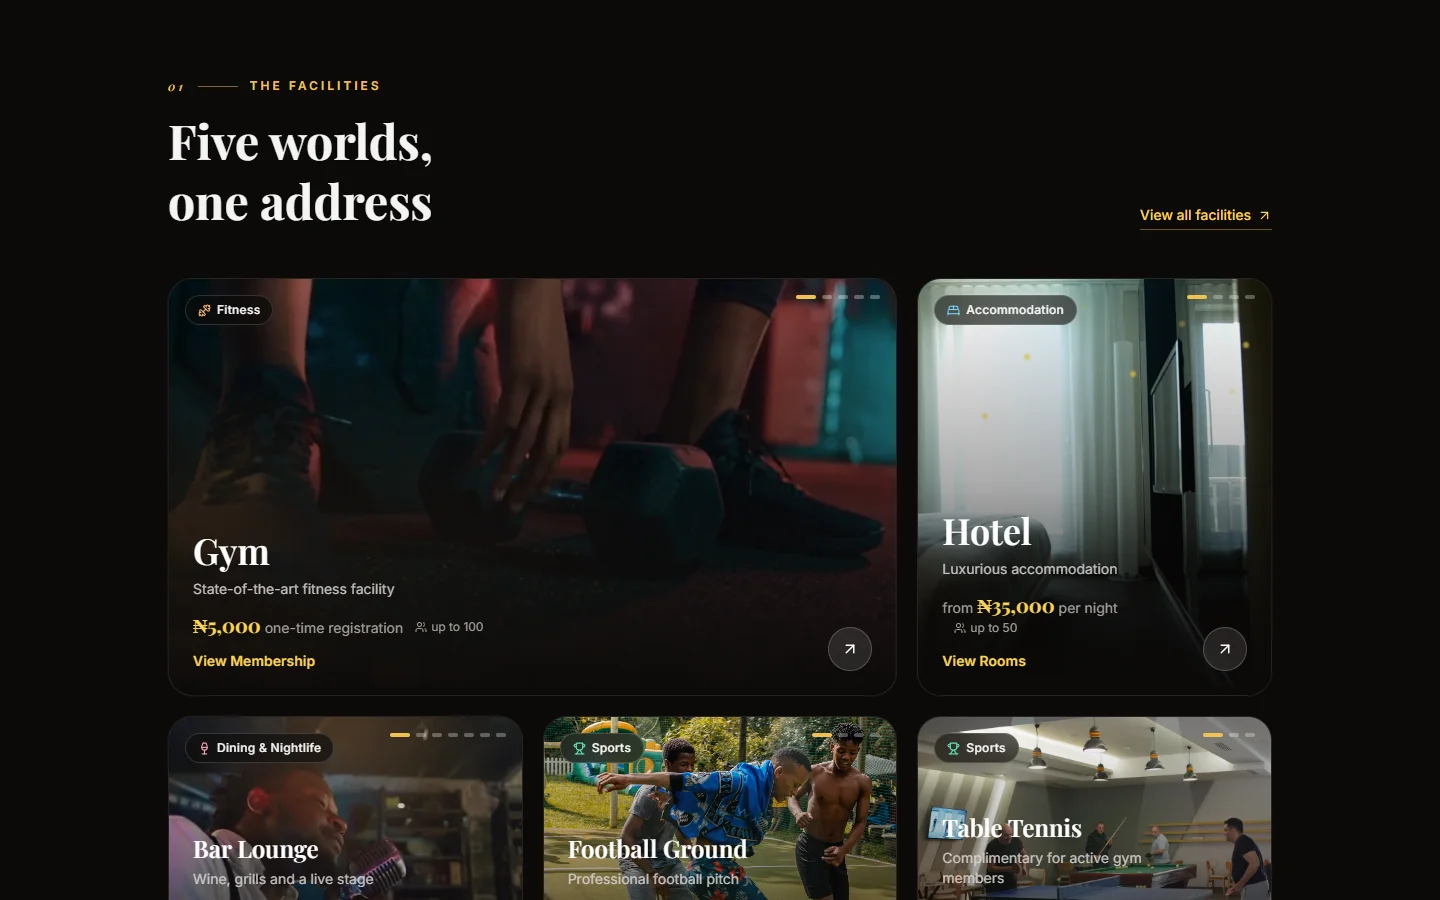 01 THE FACILITIES
Five worlds,
one address
View all facilities
Fitness
Gym
State-of-the-art fitness facility
₦5,000 one-time registration up to 100
View Membership
Accommodation
Hotel
Luxurious accommodation
from ₦35,000 per night
up to 50
View Rooms
Dining & Nightlife
Bar Lounge
Wine, grills and a live stage
Sports
Football Ground
Professional football pitch
Sports
Table Tennis
Complimentary for active gym
members